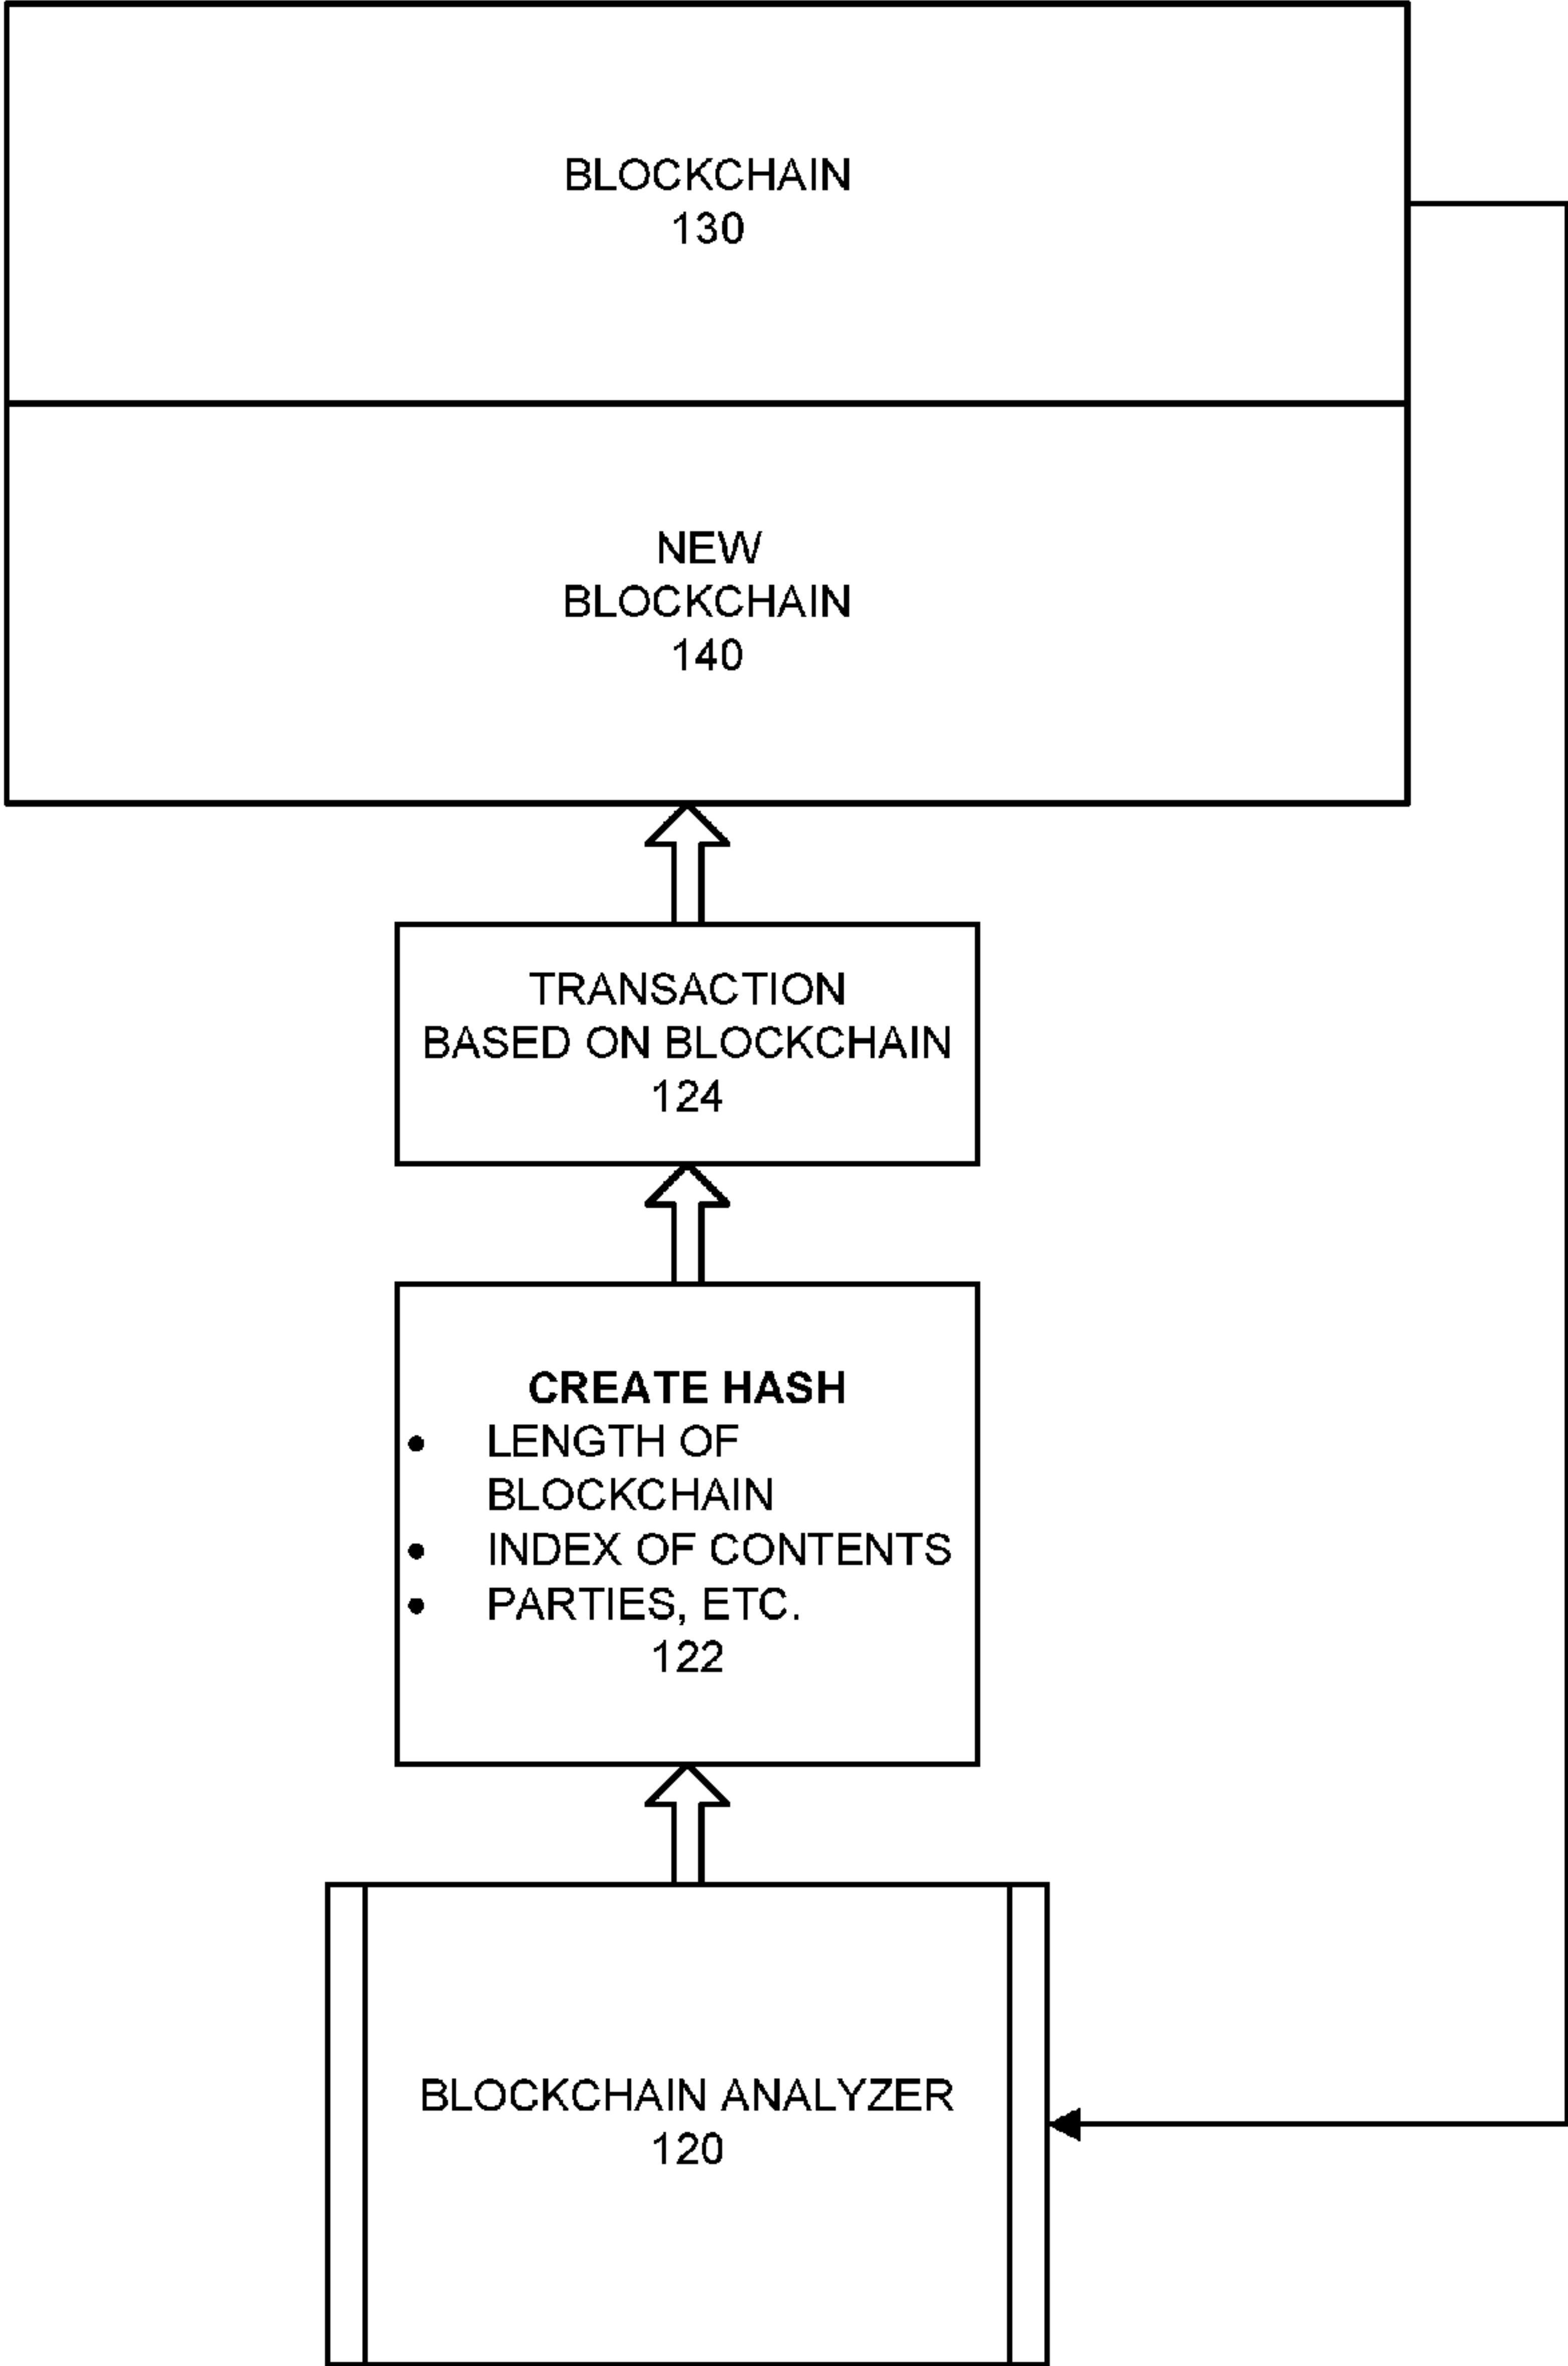 BLOCKCHAIN
130
NEW
BLOCKCHAIN
140
TRANSACTION
BASED ON BLOCKCHAIN
124
CREATE HASH
• LENGTH OF
BLOCKCHAIN
• INDEX OF CONTENTS
• PARTIES, ETC.
122
BLOCKCHAIN ANALYZER
120